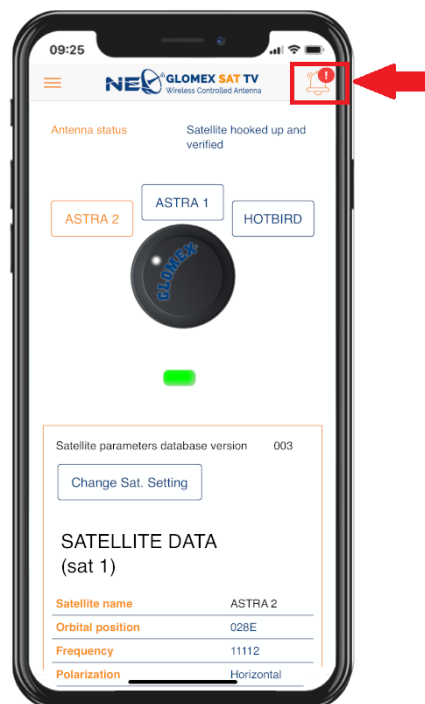 09:25
NEO GLOMEX SAT TV
Wireless Controlled Antenna
!
Antenna status Satellite hooked up and
verified
ASTRA 2
ASTRA 1
HOTBIRD
GLOMEX
Satellite parameters database version 003
Change Sat. Setting
SATELLITE DATA
(sat 1)
Satellite name ASTRA 2
Orbital position 028E
Frequency 11112
Polarization Horizontal